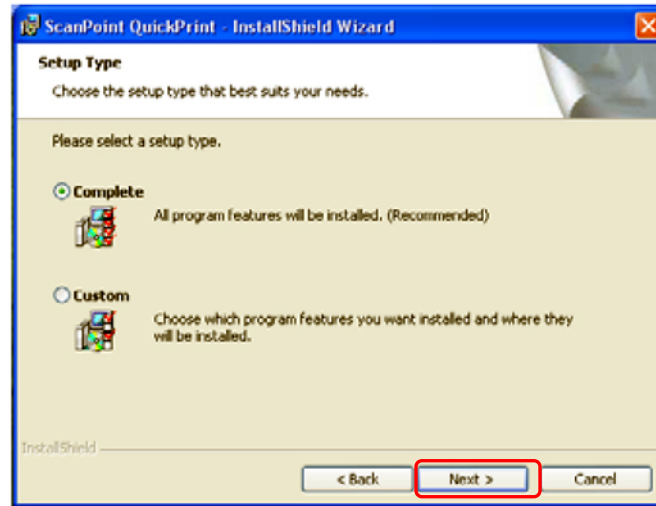 ScanPoint QuickPrint - InstallShield Wizard
Setup Type
Choose the setup type that best suits your needs.
Please select a setup type.
Complete
All program features will be installed. (Recommended)
Custom
Choose which program features you want installed and where they
will be installed.
InstallShield
< Back
Next >
Cancel